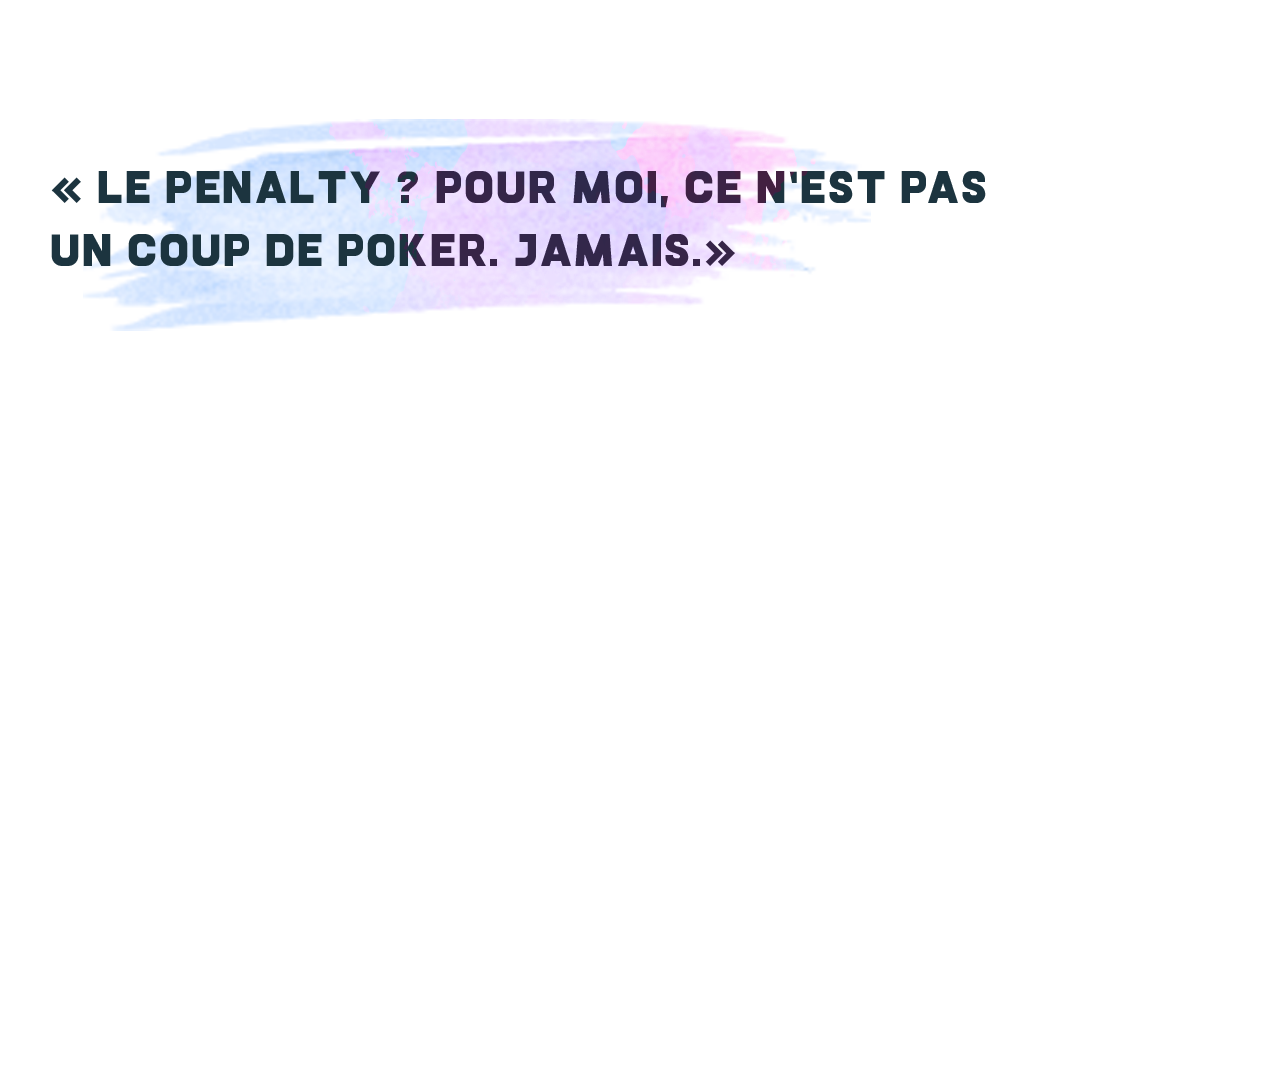 « LE PENALTY ? POUR MOI, CE N'EST PAS
UN COUP DE POKER. JAMAIS.»